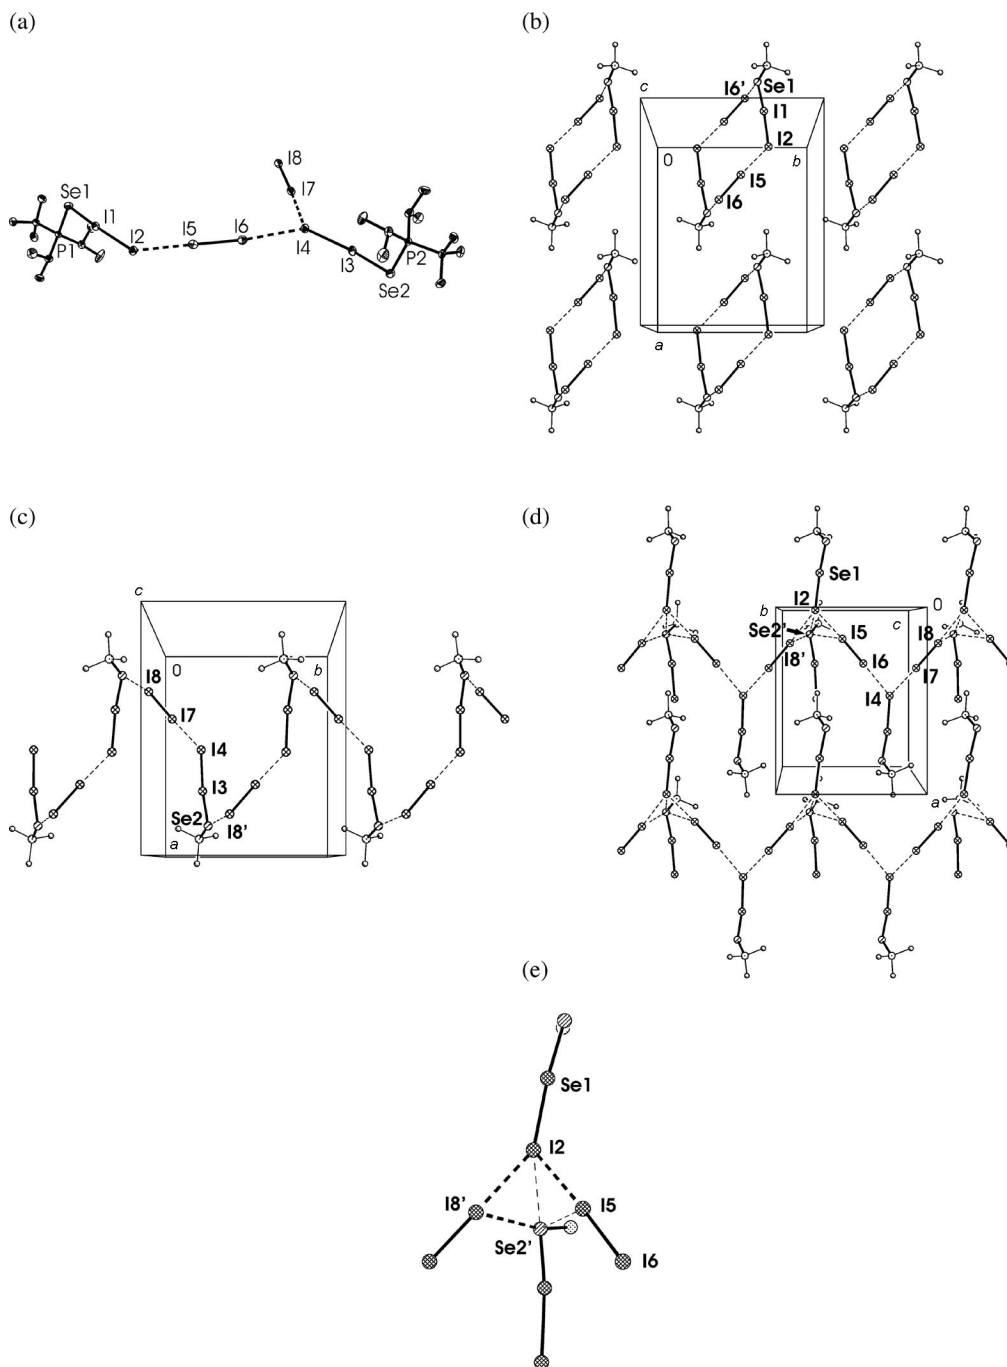 (a)
I8
I7
Se1
I1
I2
I5
I6
I4
I3
P1
P2
Se2
(b)
c
I6'
Se1
I1
I2
0
b
I5
I6
a
(c)
c
0
b
I8
I7
I4
I3
Se2
I8'
a
(d)
Se1
I2
b
c
0
Se2'
I5
I8
I8'
I6
I7
I4
a
(e)
Se1
I2
I8'
I5
Se2'
I6